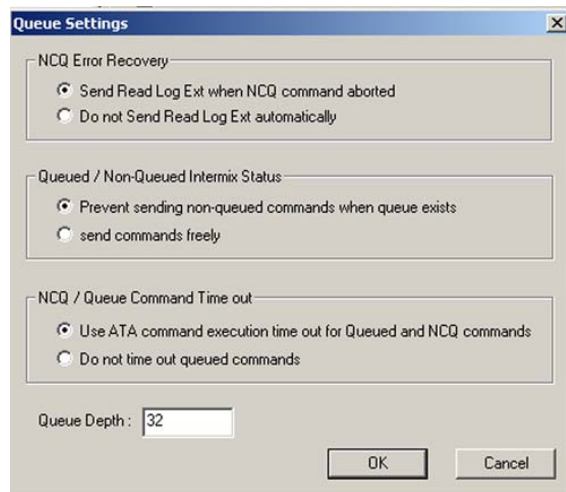 Queue Settings
NCQ Error Recovery
Send Read Log Ext when NCQ command aborted
Do not Send Read Log Ext automatically
Queued / Non-Queued Intermix Status
Prevent sending non-queued commands when queue exists
send commands freely
NCQ / Queue Command Time out
Use ATA command execution time out for Queued and NCQ commands
Do not time out queued commands
Queue Depth : 32
OK Cancel